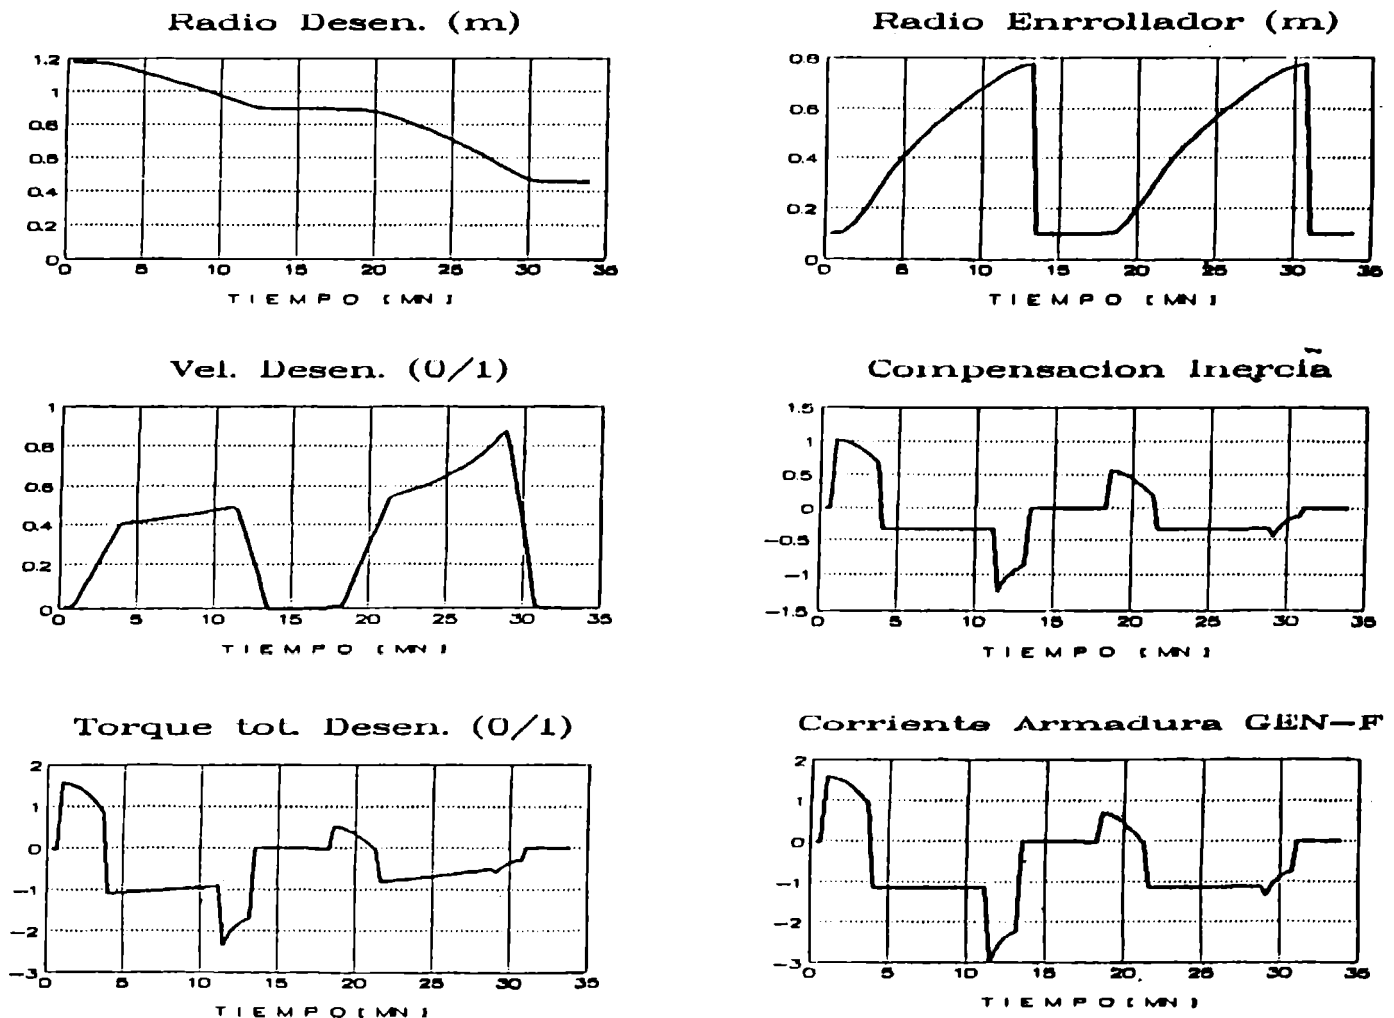 Radio Desen. (m)
1.2
1
0.8
0.6
0.4
0.2
0
0 5 10 15 20 25 30 35
TIEMPO [MN]
Radio Enrrollador (m)
0.8
0.6
0.4
0.2
0
0 5 10 15 20 25 30 35
TIEMPO [MN]
Vel. Desen. (0/1)
1
0.8
0.6
0.4
0.2
0
0 5 10 15 20 25 30 35
TIEMPO [MN]
Compensacion Inercia
1.5
1
0.5
0
-0.5
-1
-1.5
0 5 10 15 20 25 30 35
TIEMPO [MN]
Torque tot. Desen. (0/1)
2
1
0
-1
-2
-3
0 5 10 15 20 25 30 35
TIEMPO [MN]
Corriente Armadura GEN-F
2
1
0
-1
-2
-3
0 5 10 15 20 25 30 35
TIEMPO [MN]